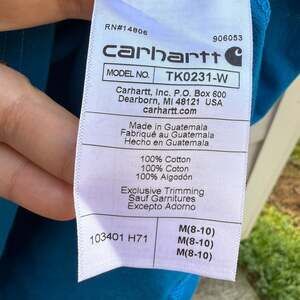 RN#14806 906053
carhartt
MODEL NO. TK0231-W
Carhartt, Inc. P.O. Box 600
Dearborn, MI 48121 USA
carhartt.com
Made in Guatemala
Fabriqué au Guatemala
Hecho en Guatemala
100% Cotton
100% Coton
100% Algodón
Exclusive Trimming
Sauf Garnitures
Excepto Adorno
M(8-10)
103401 H71 M(8-10)
M(8-10)